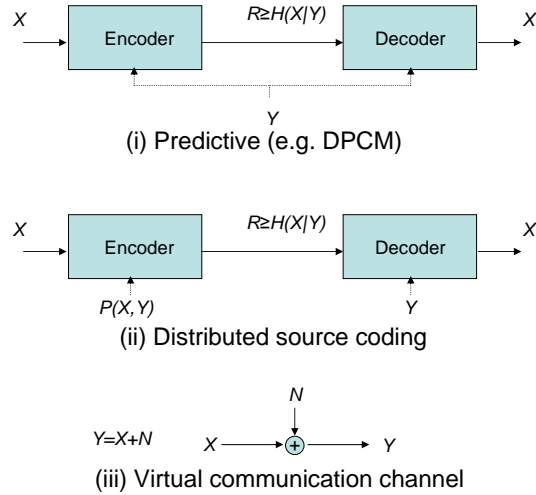 X Encoder R≥H(X|Y) Decoder X
Y
(i) Predictive (e.g. DPCM)
X Encoder R≥H(X|Y) Decoder X
P(X,Y) Y
(ii) Distributed source coding
N
Y=X+N X + Y
(iii) Virtual communication channel